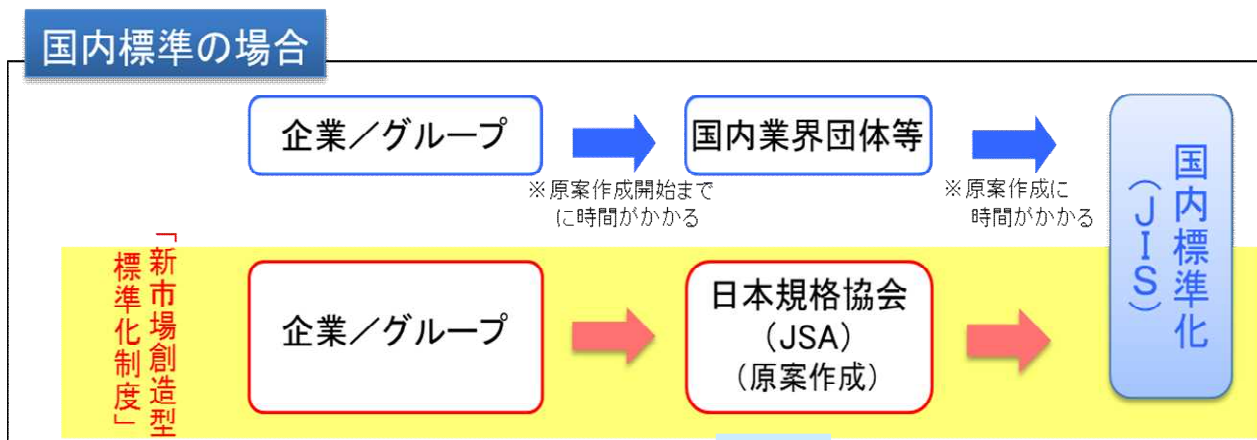 国内標準の場合
企業／グループ
国内業界団体等
※原案作成開始まで
に時間がかかる
※原案作成に
時間がかかる
国内標準化
（ＪＩＳ）
「新市場創造型
標準化制度」
企業／グループ
日本規格協会
（JSA）
（原案作成）